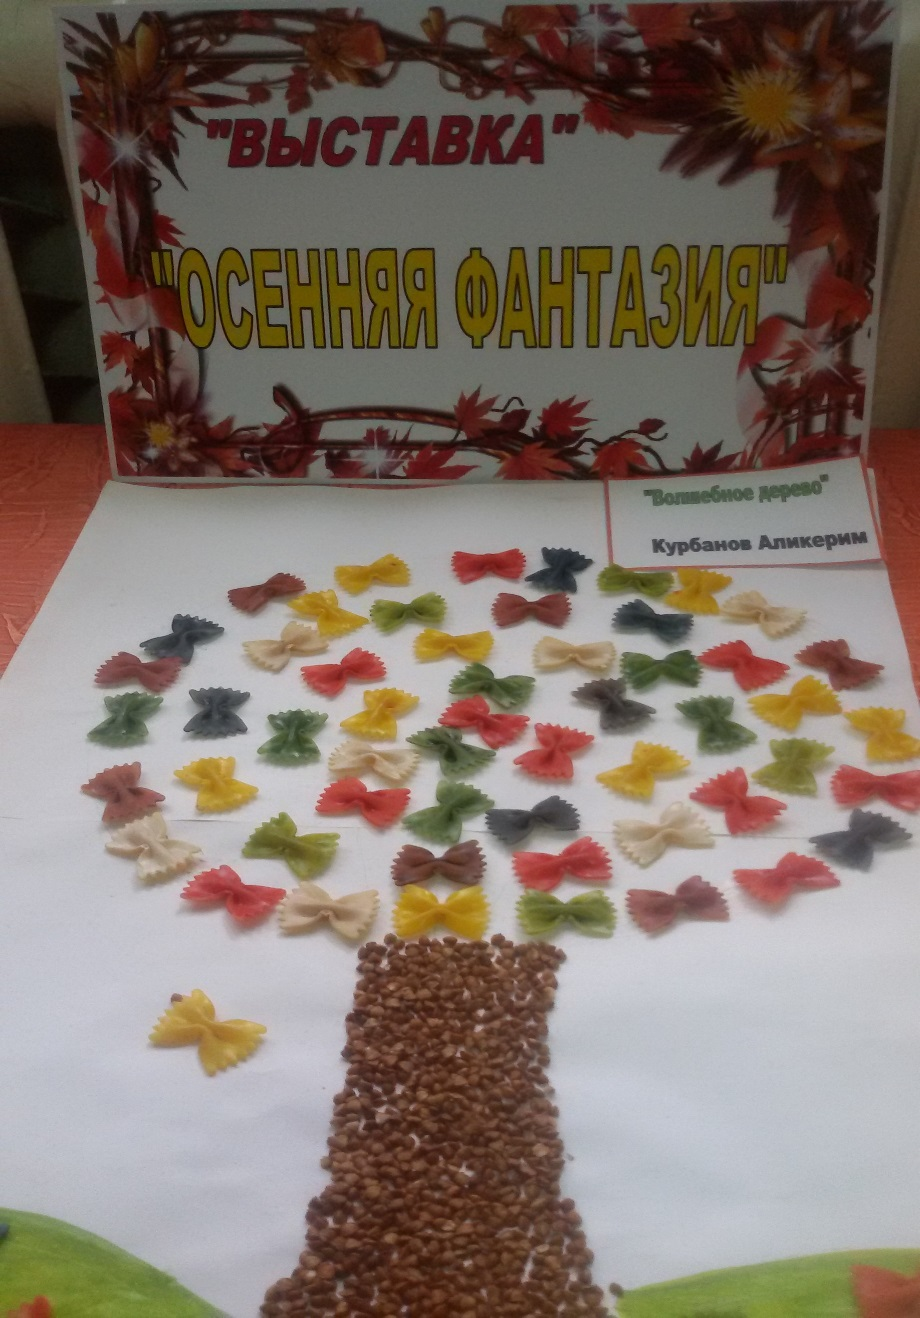 "ВЫСТАВКА"
"ОСЕННЯЯ ФАНТАЗИЯ"
"Волшебное дерево"
Курбанов Аликерим